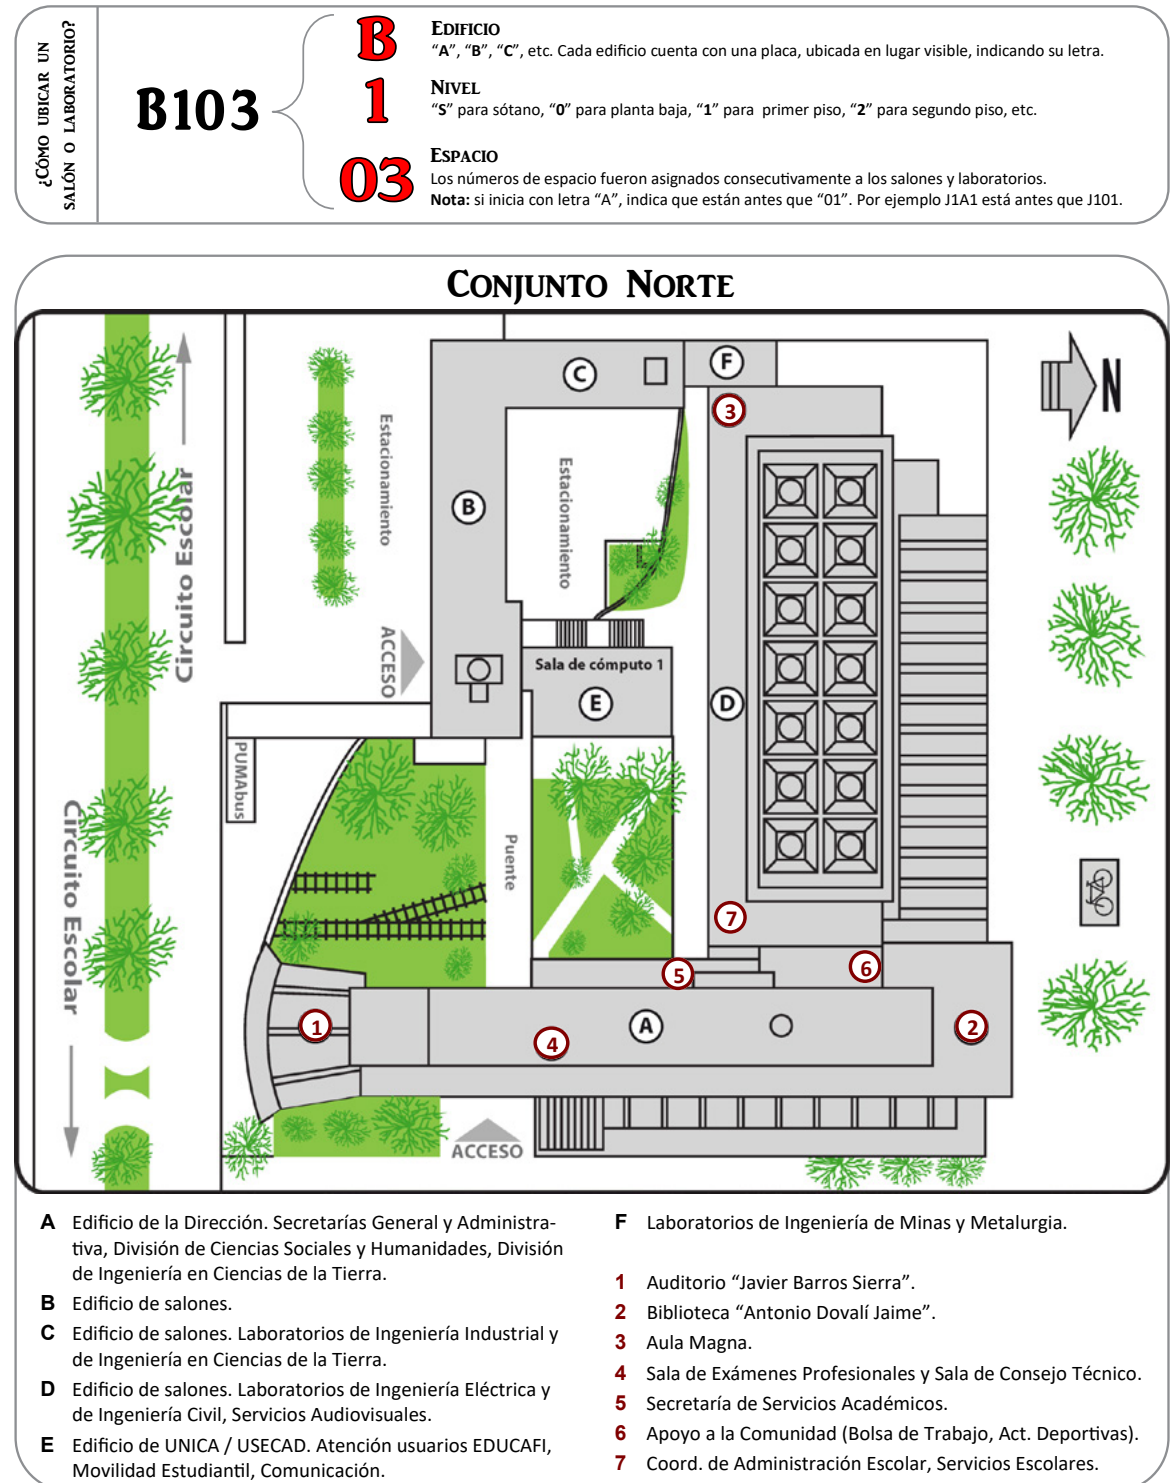 ¿CÓMO UBICAR UN
SALÓN O LABORATORIO?
B103
B
EDIFICIO
“A”, “B”, “C”, etc. Cada edificio cuenta con una placa, ubicada en lugar visible, indicando su letra.
1
NIVEL
“S” para sótano, “0” para planta baja, “1” para primer piso, “2” para segundo piso, etc.
03
ESPACIO
Los números de espacio fueron asignados consecutivamente a los salones y laboratorios.
Nota: si inicia con letra “A”, indica que están antes que “01”. Por ejemplo J1A1 está antes que J101.
CONJUNTO NORTE
C
F
N
3
Circuito Escolar
Estacionamiento
Estacionamiento
B
ACCESO
Sala de cómputo 1
E
D
PUMAbus
Puente
Circuito Escolar
7
6
5
1
4
A
2
ACCESO
A Edificio de la Dirección. Secretarías General y Administra-
tiva, División de Ciencias Sociales y Humanidades, División
de Ingeniería en Ciencias de la Tierra.
B Edificio de salones.
C Edificio de salones. Laboratorios de Ingeniería Industrial y
de Ingeniería en Ciencias de la Tierra.
D Edificio de salones. Laboratorios de Ingeniería Eléctrica y
de Ingeniería Civil, Servicios Audiovisuales.
E Edificio de UNICA / USECAD. Atención usuarios EDUCAFI,
Movilidad Estudiantil, Comunicación.
F Laboratorios de Ingeniería de Minas y Metalurgia.
1 Auditorio “Javier Barros Sierra”.
2 Biblioteca “Antonio Dovalí Jaime”.
3 Aula Magna.
4 Sala de Exámenes Profesionales y Sala de Consejo Técnico.
5 Secretaría de Servicios Académicos.
6 Apoyo a la Comunidad (Bolsa de Trabajo, Act. Deportivas).
7 Coord. de Administración Escolar, Servicios Escolares.